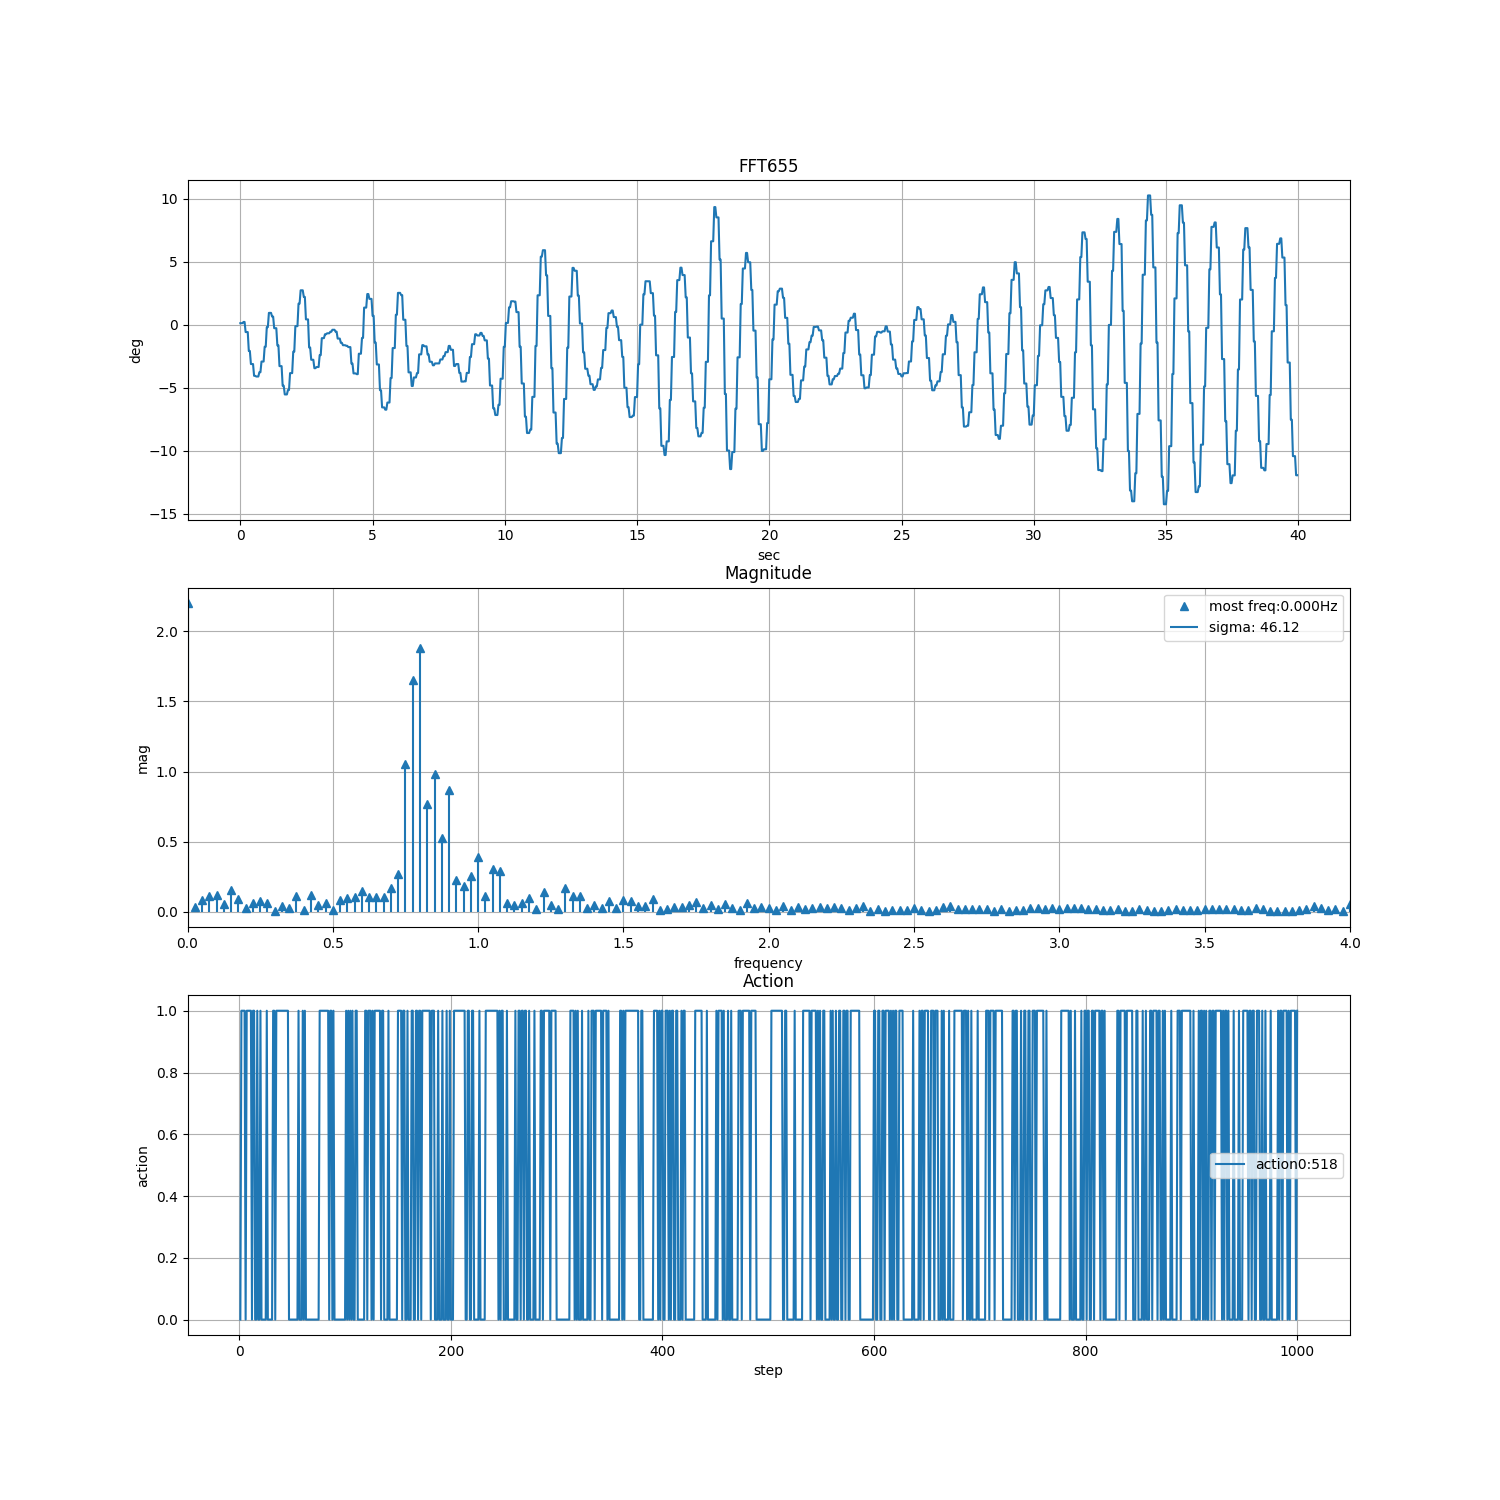 FFT655
10
5
0
−5
−10
−15
deg
0 5 10 15 20 25 30 35 40
sec
Magnitude
2.0
1.5
1.0
0.5
0.0
mag
most freq:0.000Hz
sigma: 46.12
0.0 0.5 1.0 1.5 2.0 2.5 3.0 3.5 4.0
frequency
Action
1.0
0.8
0.6
0.4
0.2
0.0
action
action0:518
0 200 400 600 800 1000
step